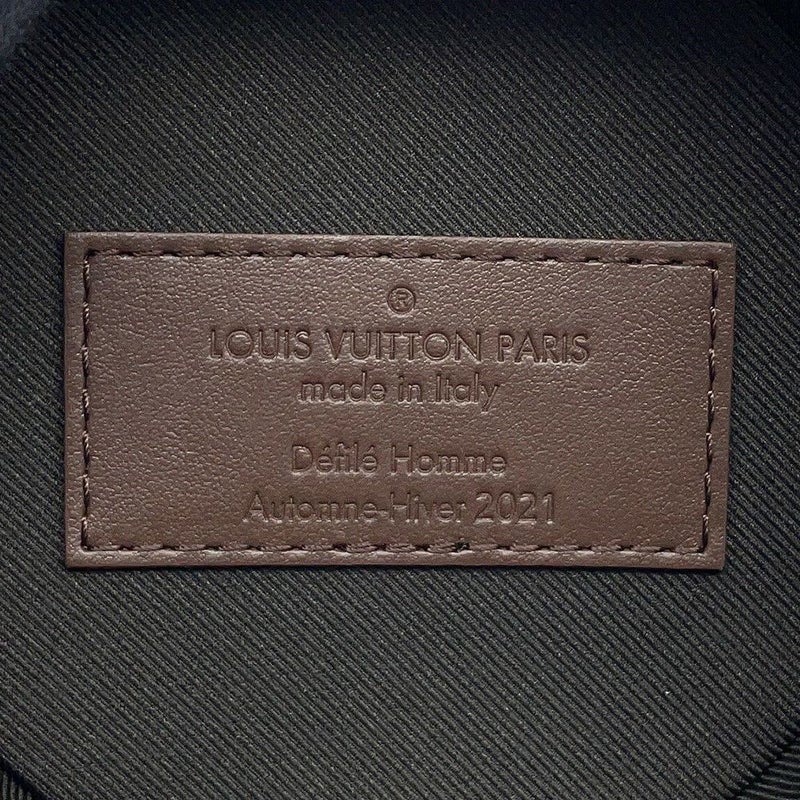 ®
LOUIS VUITTON PARIS
made in Italy
Défilé Homme
Automne-Hiver 2021